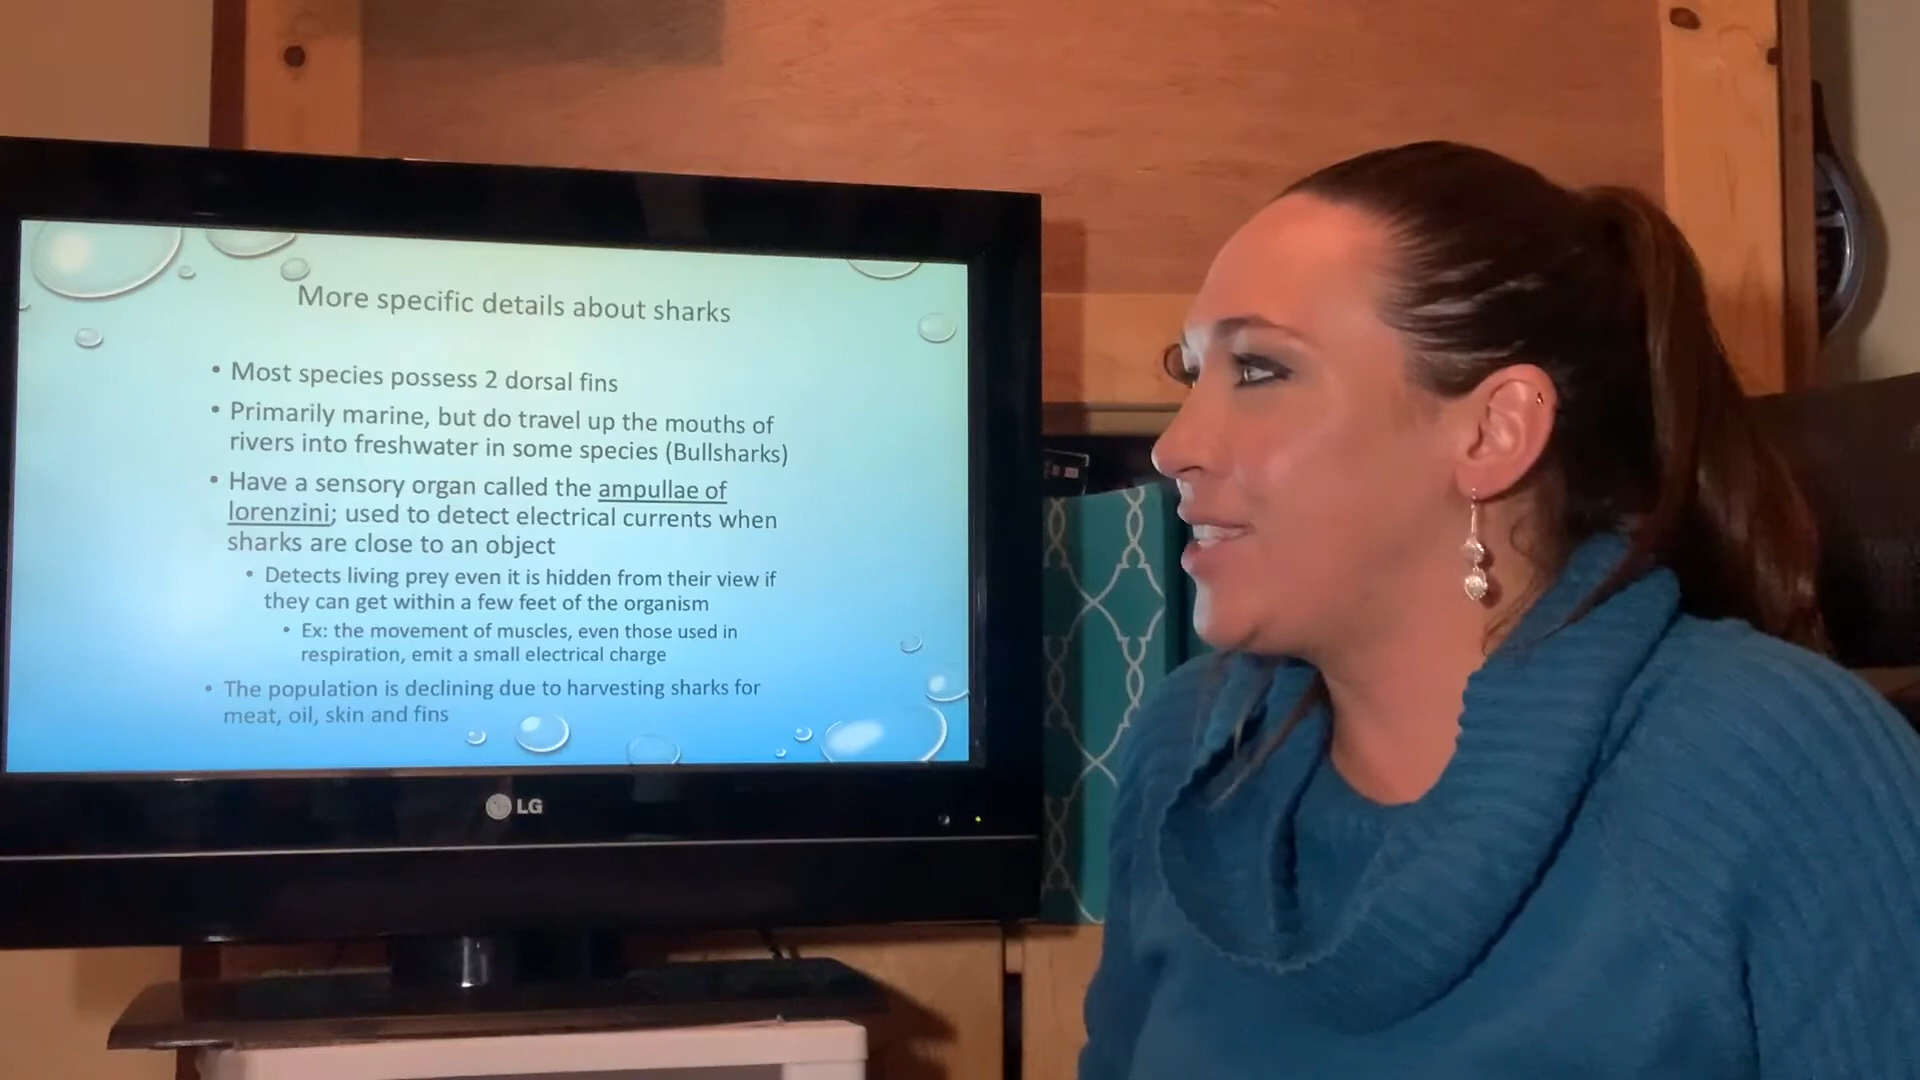 More specific details about sharks
• Most species possess 2 dorsal fins
• Primarily marine, but do travel up the mouths of
rivers into freshwater in some species (Bullsharks)
• Have a sensory organ called the ampullae of
lorenzini; used to detect electrical currents when
sharks are close to an object
• Detects living prey even it is hidden from their view if
they can get within a few feet of the organism
• Ex: the movement of muscles, even those used in
respiration, emit a small electrical charge
• The population is declining due to harvesting sharks for
meat, oil, skin and fins
LG